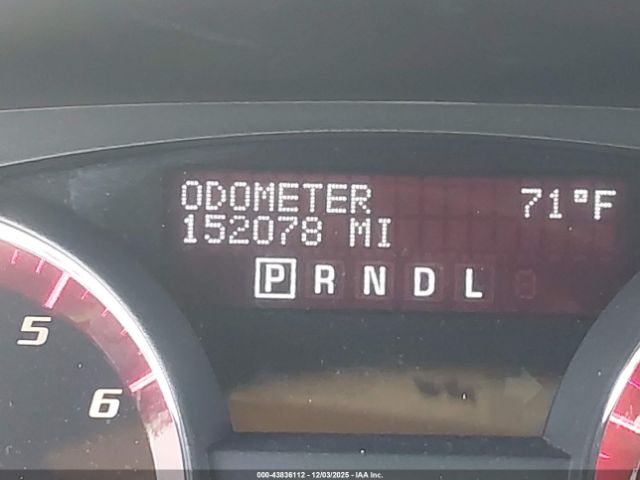 ODOMETER 71°F
152078 MI
P R N D L
5
6
000-43836112 - 12/03/2025 - IAA Inc.